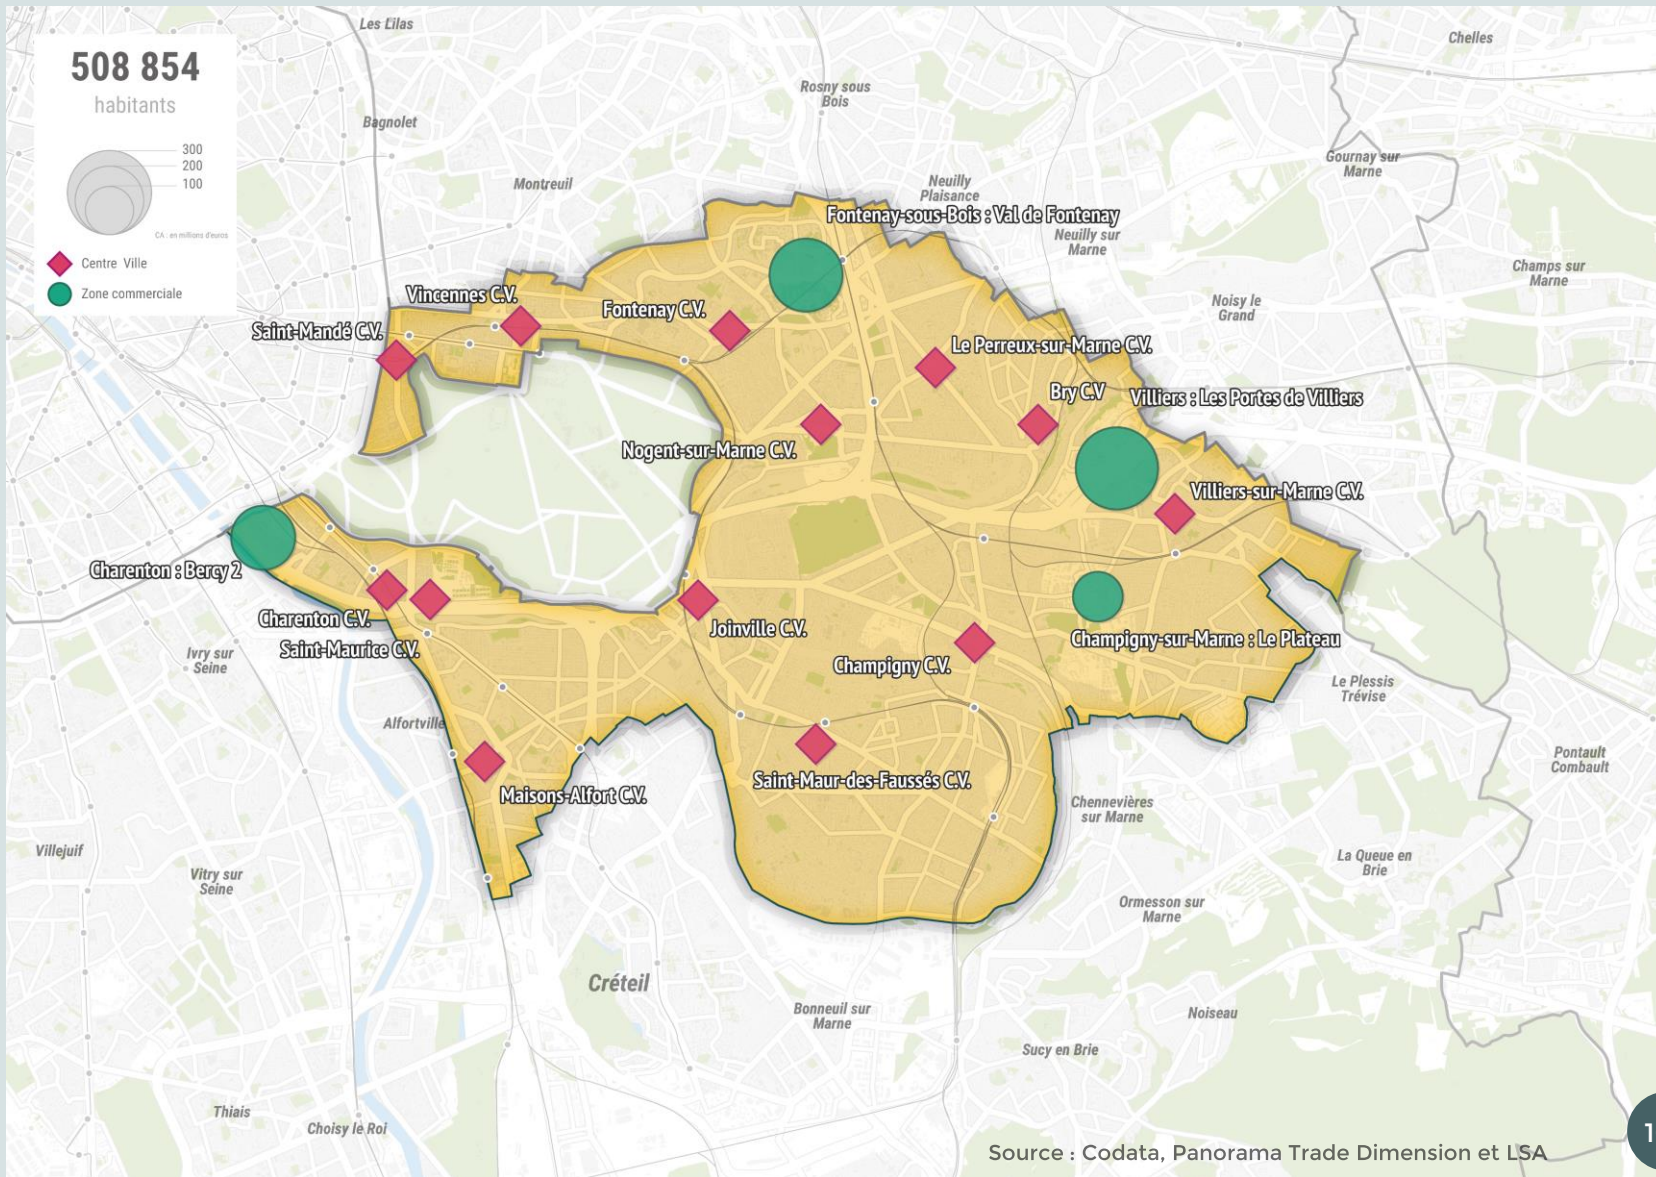 508 854
habitants
300
200
100
CA : en millions d'euros
Centre Ville
Zone commerciale
Les Lilas
Chelles
Rosny sous
Bois
Bagnolet
Gournay sur
Marne
Montreuil
Neuilly
Plaisance
Fontenay-sous-Bois : Val de Fontenay
Neuilly sur
Marne
Champs sur
Marne
Vincennes C.V.
Fontenay C.V.
Noisy le
Grand
Saint-Mandé C.V.
Le Perreux-sur-Marne C.V.
Bry C.V
Villiers : Les Portes de Villiers
Nogent-sur-Marne C.V.
Villiers-sur-Marne C.V.
Charenton : Bercy 2
Charenton C.V.
Saint-Maurice C.V.
Joinville C.V.
Champigny-sur-Marne : Le Plateau
Champigny C.V.
Ivry sur
Seine
Le Plessis
Trévise
Alfortville
Pontault
Combault
Saint-Maur-des-Faussés C.V.
Maisons-Alfort C.V.
Chennevières
sur Marne
Villejuif
La Queue en
Brie
Vitry sur
Seine
Ormesson sur
Marne
Créteil
Bonneuil sur
Marne
Noiseau
Sucy en Brie
Thiais
Choisy le Roi
Source : Codata, Panorama Trade Dimension et LSA
1